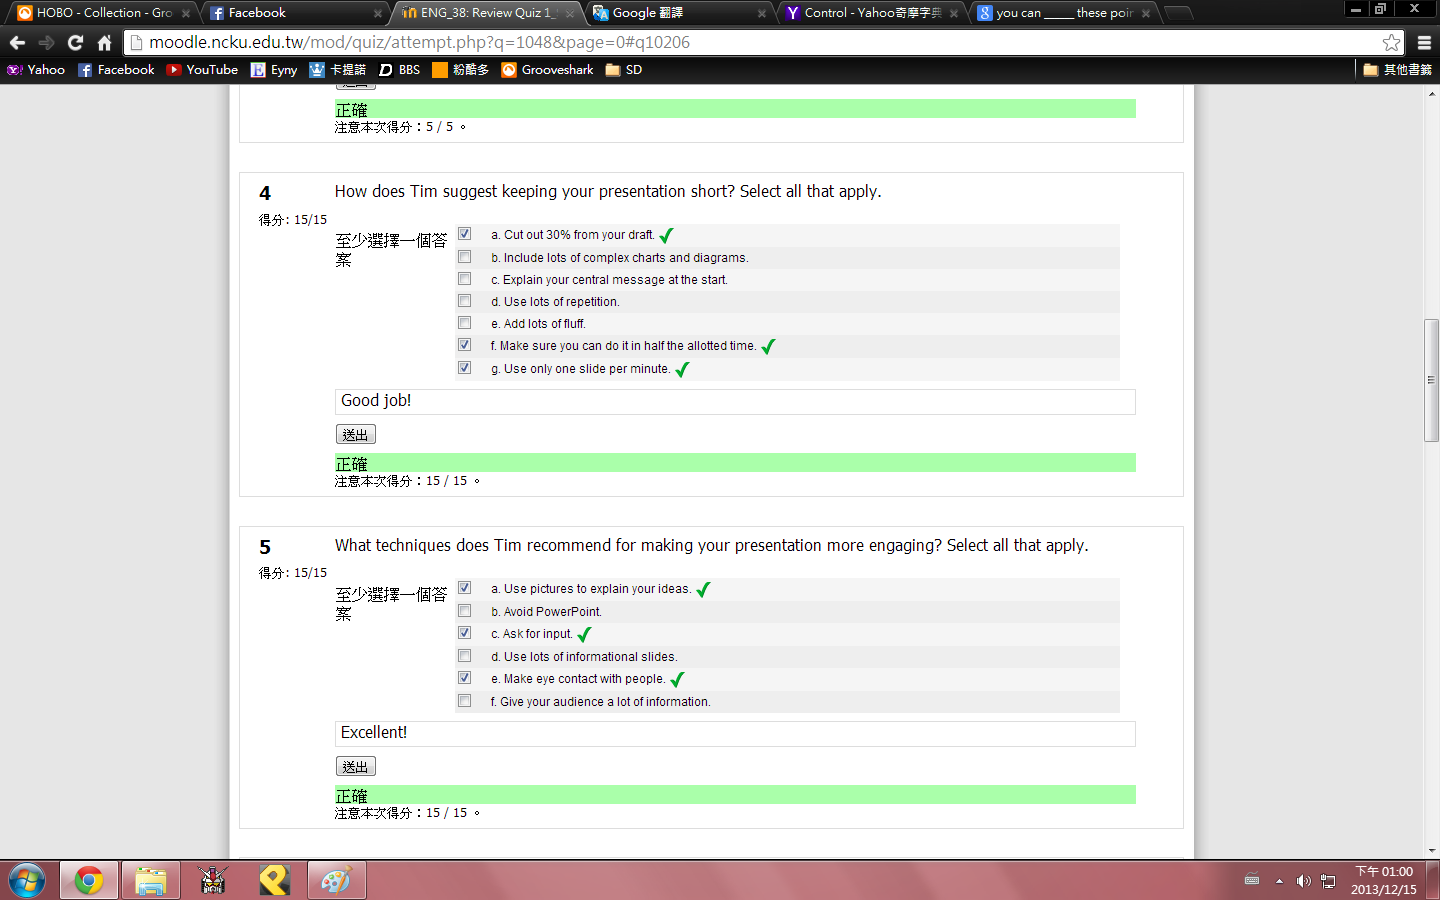 HOBO - Collection - Gro
Facebook
ENG_38: Review Quiz 1_
Google 翻譯
Control - Yahoo奇摩字典
you can _____ these poin
moodle.ncku.edu.tw/mod/quiz/attempt.php?q=1048&page=0#q10206
Yahoo
Facebook
YouTube
Eyny
卡提諾
BBS
粉酷多
Grooveshark
SD
其他書籤
正確
注意本次得分：5 / 5 。
4
How does Tim suggest keeping your presentation short? Select all that apply.
得分: 15/15
至少選擇一個答
案
a. Cut out 30% from your draft.
b. Include lots of complex charts and diagrams.
c. Explain your central message at the start.
d. Use lots of repetition.
e. Add lots of fluff.
f. Make sure you can do it in half the allotted time.
g. Use only one slide per minute.
Good job!
送出
正確
注意本次得分：15 / 15 。
5
What techniques does Tim recommend for making your presentation more engaging? Select all that apply.
得分: 15/15
至少選擇一個答
案
a. Use pictures to explain your ideas.
b. Avoid PowerPoint.
c. Ask for input.
d. Use lots of informational slides.
e. Make eye contact with people.
f. Give your audience a lot of information.
Excellent!
送出
正確
注意本次得分：15 / 15 。
下午 01:00
2013/12/15